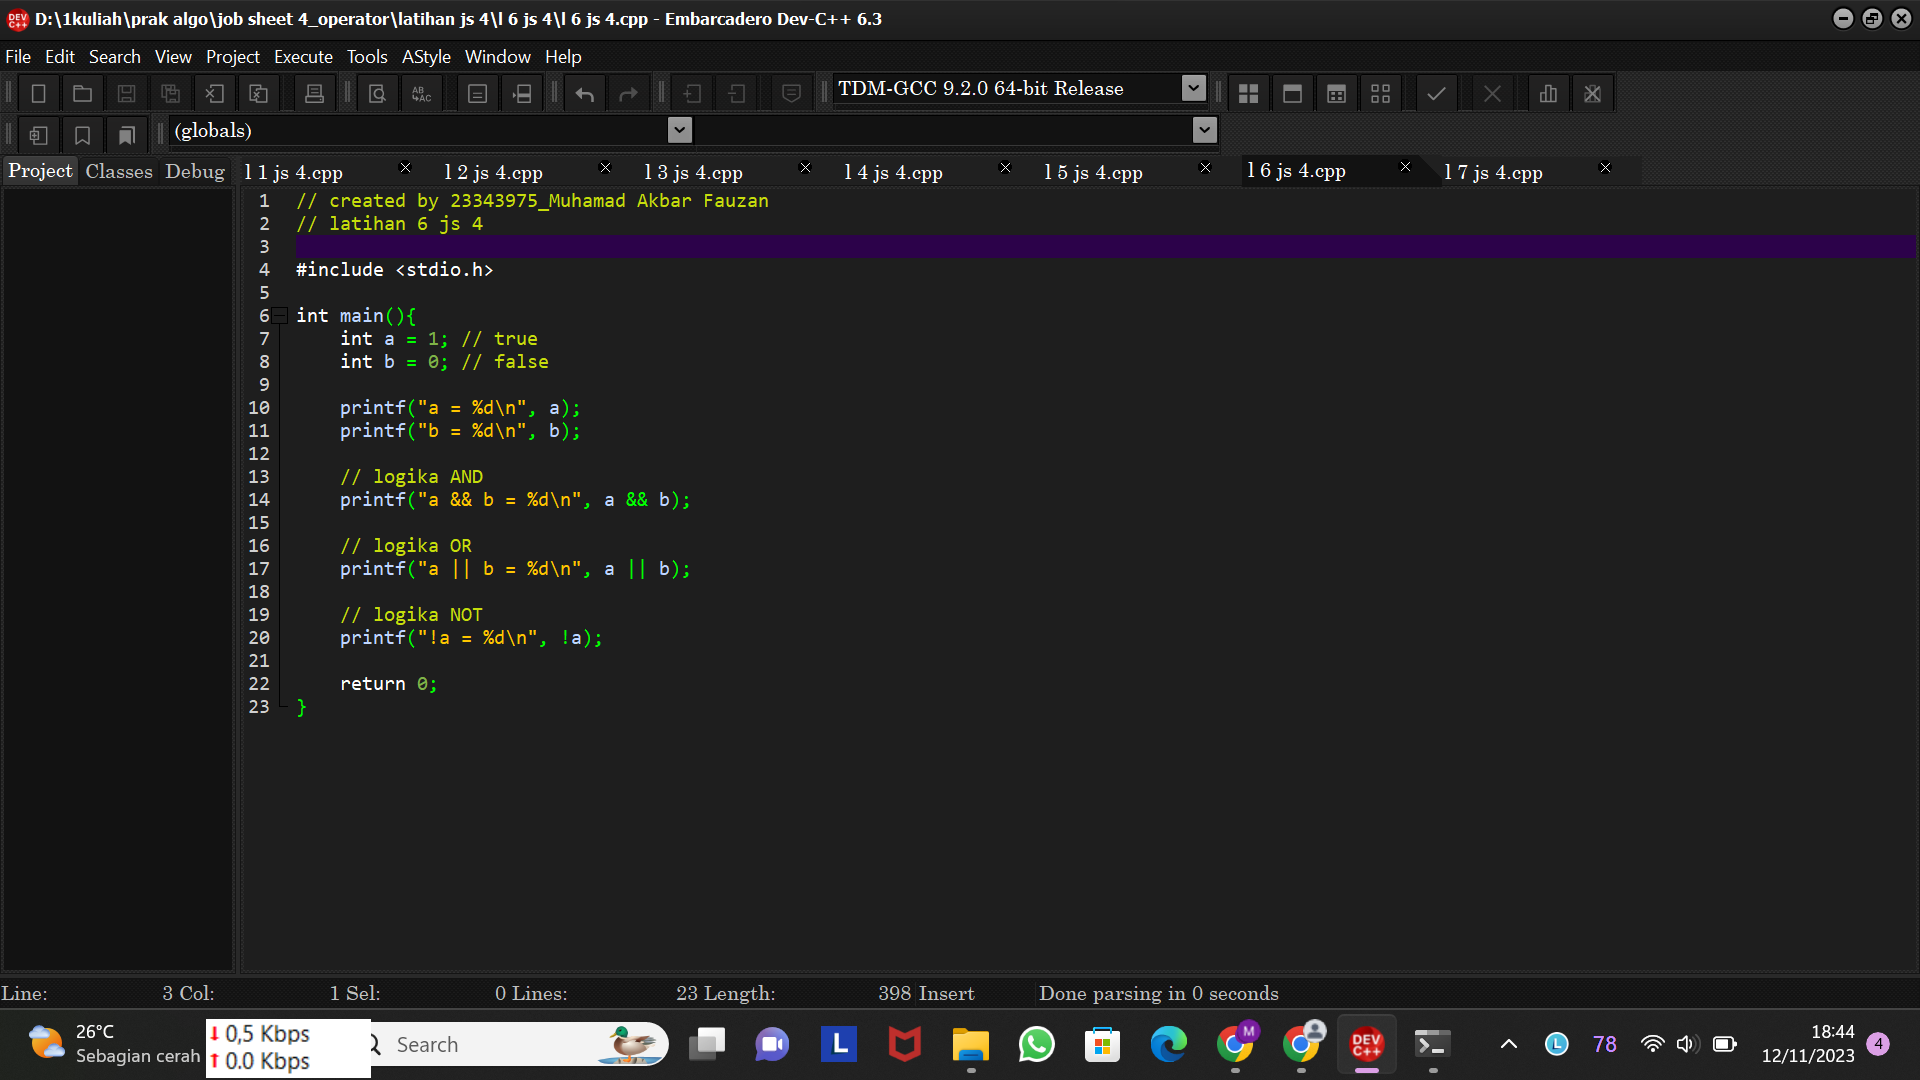 D:\1kuliah\prak algo\job sheet 4_operator\latihan js 4\l 6 js 4\l 6 js 4.cpp - Embarcadero Dev-C++ 6.3
File Edit Search View Project Execute Tools AStyle Window Help
TDM-GCC 9.2.0 64-bit Release
(globals)
Project Classes Debug
l 1 js 4.cpp l 2 js 4.cpp l 3 js 4.cpp l 4 js 4.cpp l 5 js 4.cpp l 6 js 4.cpp l 7 js 4.cpp
1 // created by 23343975_Muhamad Akbar Fauzan
2 // latihan 6 js 4
3
4 #include <stdio.h>
5
6 int main(){
7 int a = 1; // true
8 int b = 0; // false
9
10 printf("a = %d\n", a);
11 printf("b = %d\n", b);
12
13 // logika AND
14 printf("a && b = %d\n", a && b);
15
16 // logika OR
17 printf("a || b = %d\n", a || b);
18
19 // logika NOT
20 printf("!a = %d\n", !a);
21
22 return 0;
23 }
Line: 3 Col: 1 Sel: 0 Lines: 23 Length: 398 Insert Done parsing in 0 seconds
26°C
Sebagian cerah
0,5 Kbps
0.0 Kbps
Search
L
M
DEV
C++
L
78
18:44
12/11/2023
4